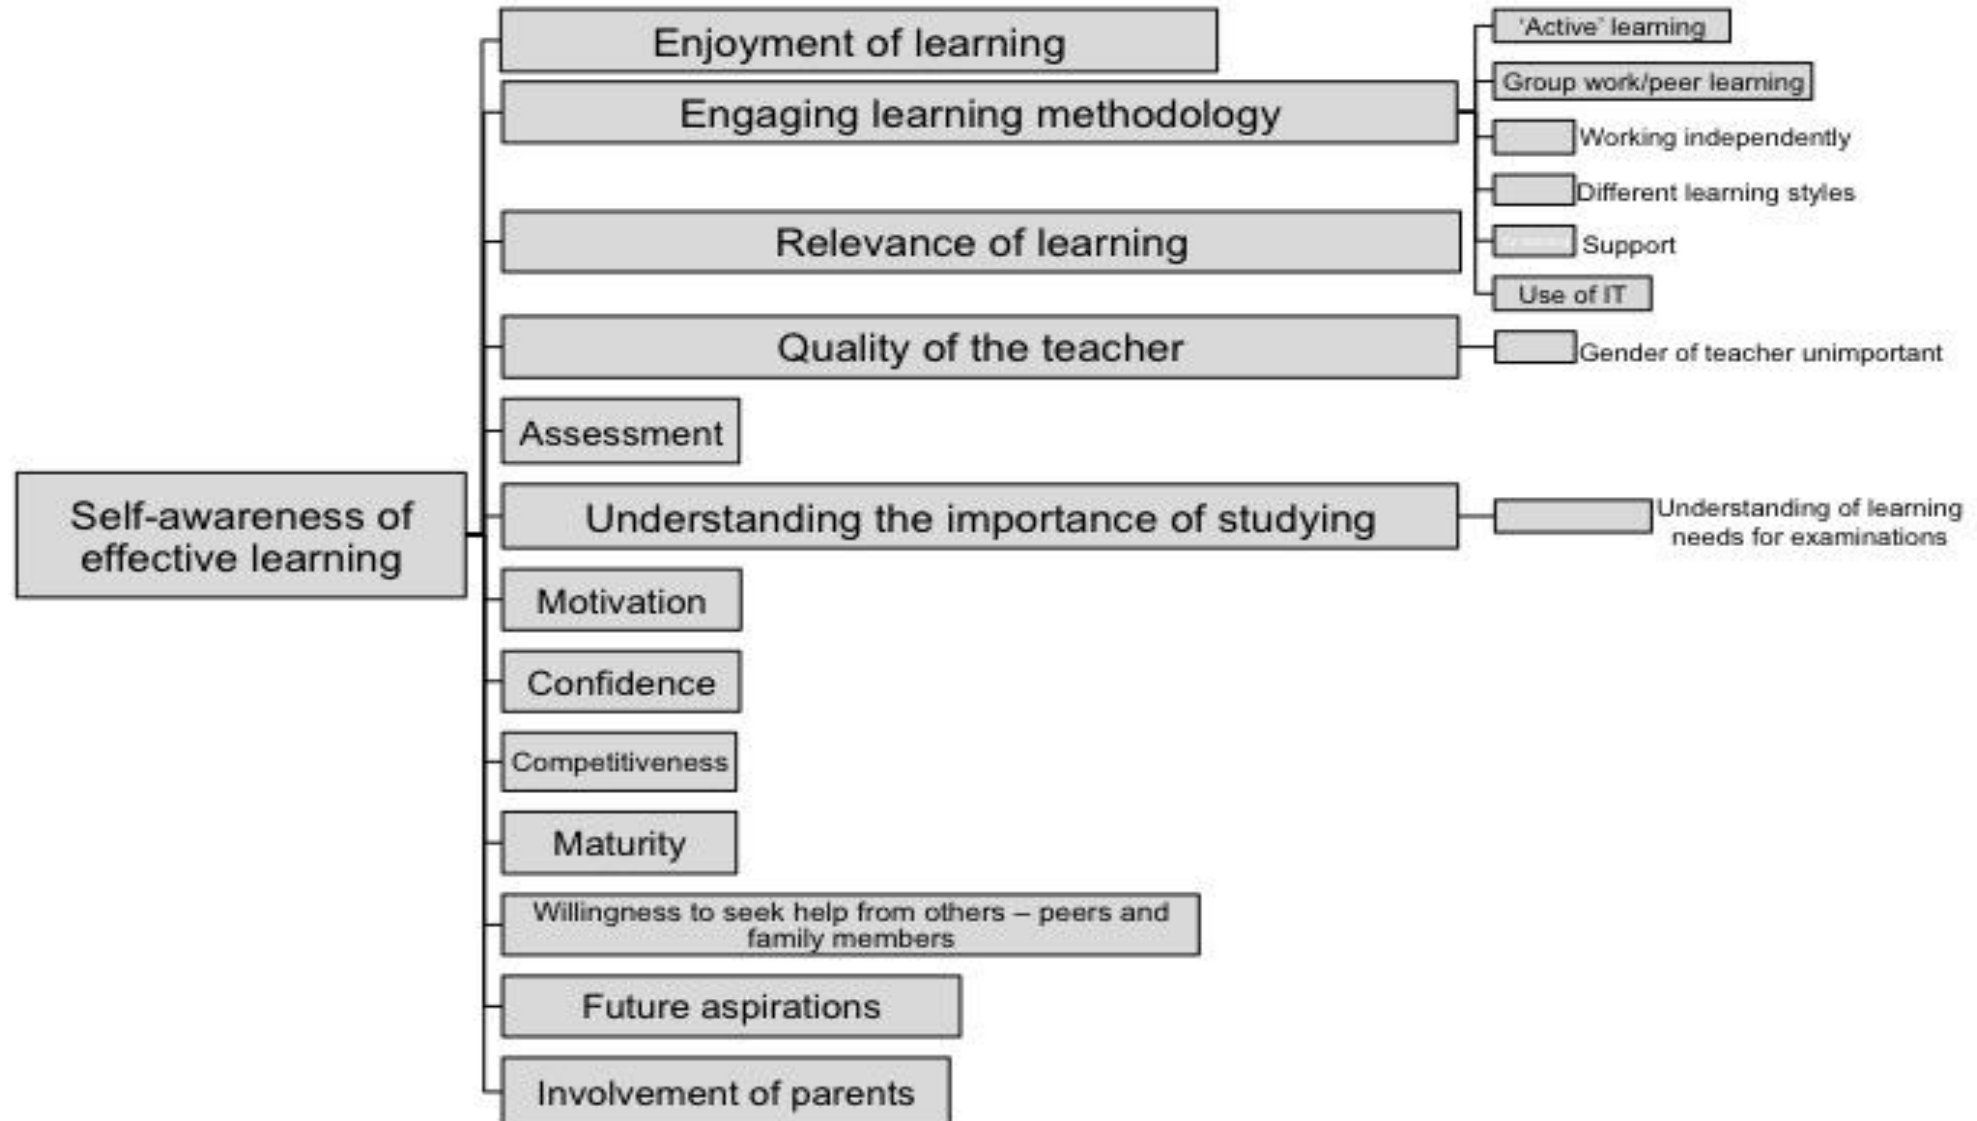 Enjoyment of learning
Engaging learning methodology
'Active' learning
Group work/peer learning
Working independently
Different learning styles
Support
Use of IT
Relevance of learning
Quality of the teacher
Gender of teacher unimportant
Assessment
Self-awareness of
effective learning
Understanding the importance of studying
Understanding of learning
needs for examinations
Motivation
Confidence
Competitiveness
Maturity
Willingness to seek help from others – peers and
family members
Future aspirations
Involvement of parents